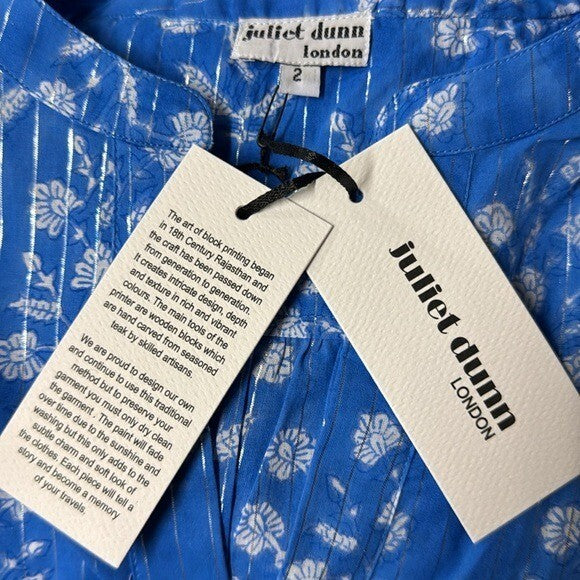 juliet dunn
london
2
The art of block printing began
in 18th Century Rajasthan and
the craft has been passed down
from generation to generation.
It creates intricate design, depth
and texture in rich and vibrant
colours. The main tools of the
printer are wooden blocks which
are hand carved from seasoned
teak by skilled artisans.
We are proud to design our own
and continue to use this traditional
method but to preserve your
garment you must only dry clean
the garment . The paint will fade
over time due to the sunshine and
washing but this only adds to the
subtle charm and soft look of
the clothes. Each piece will tell a
story and become a memory
of your travels.
juliet dunn
LONDON